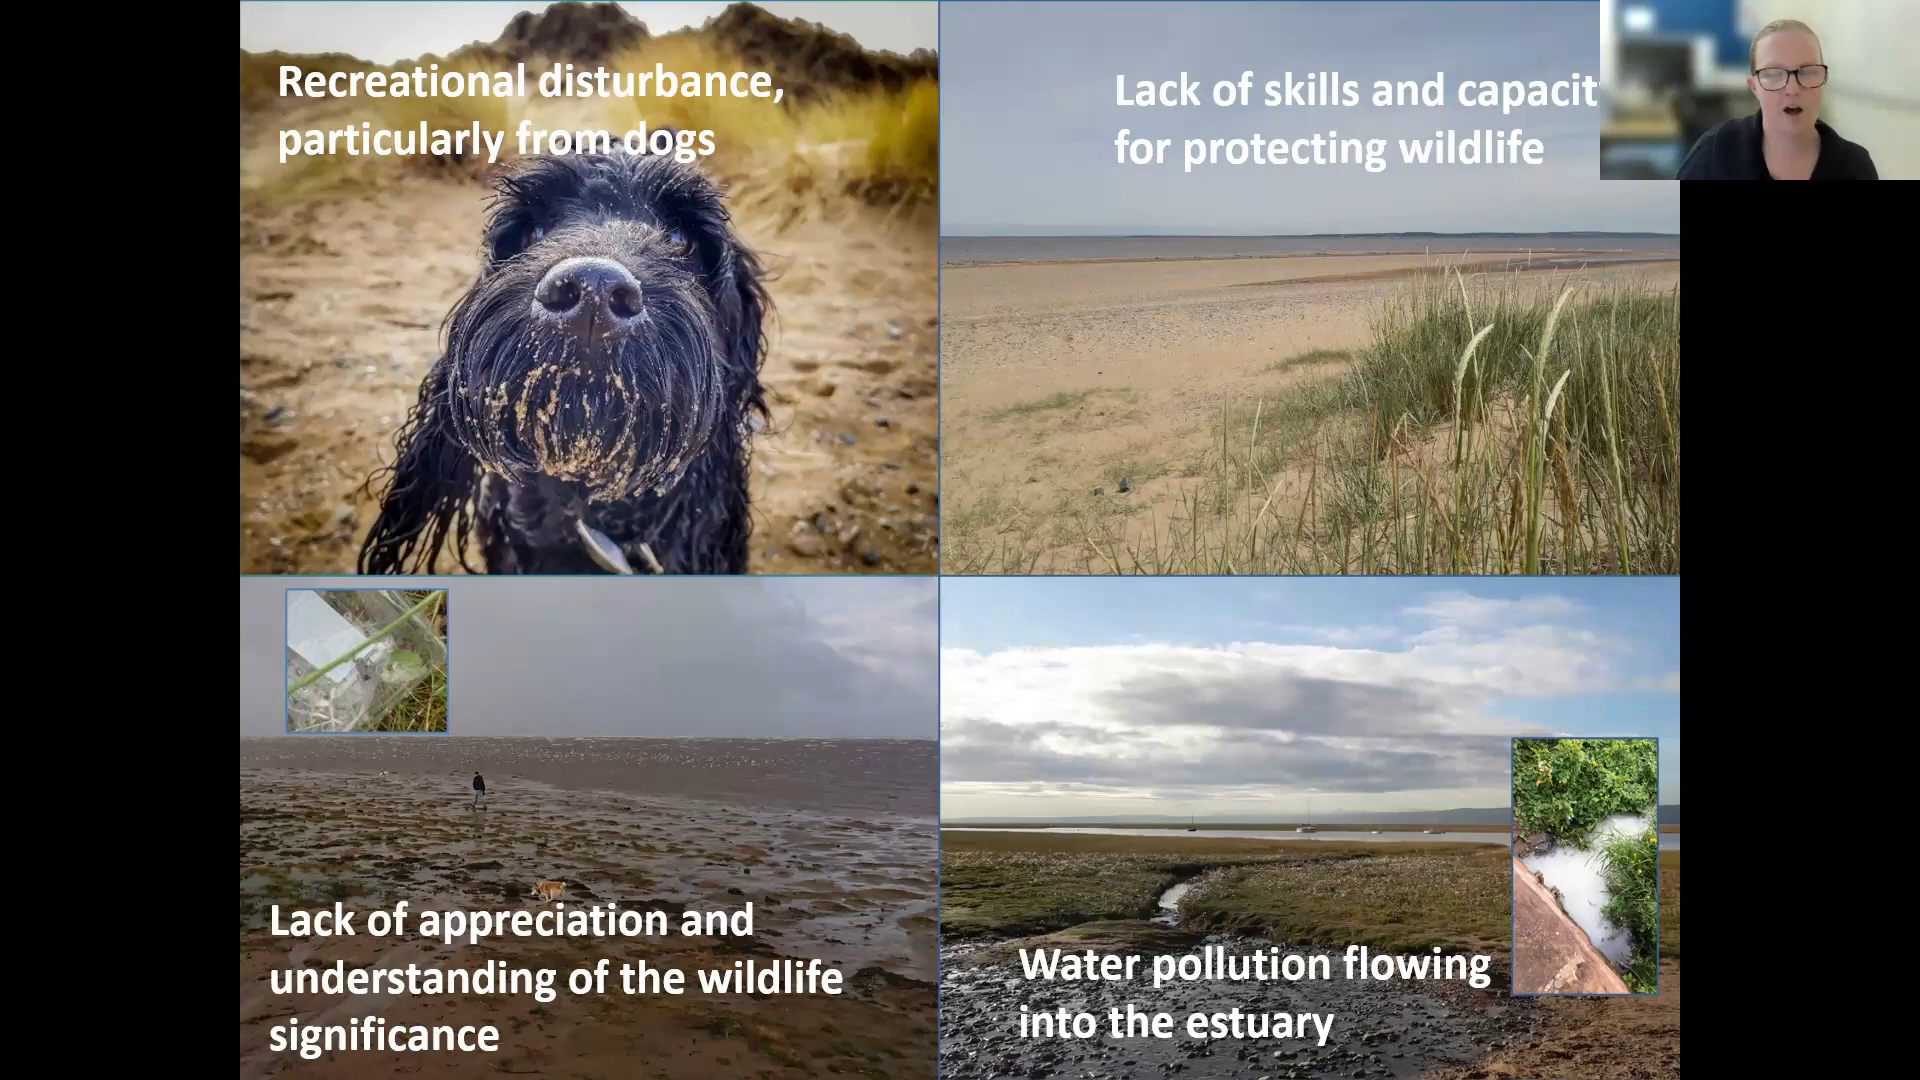 Recreational disturbance,
particularly from dogs
Lack of skills and capacit
for protecting wildlife
Lack of appreciation and
understanding of the wildlife
significance
Water pollution flowing
into the estuary